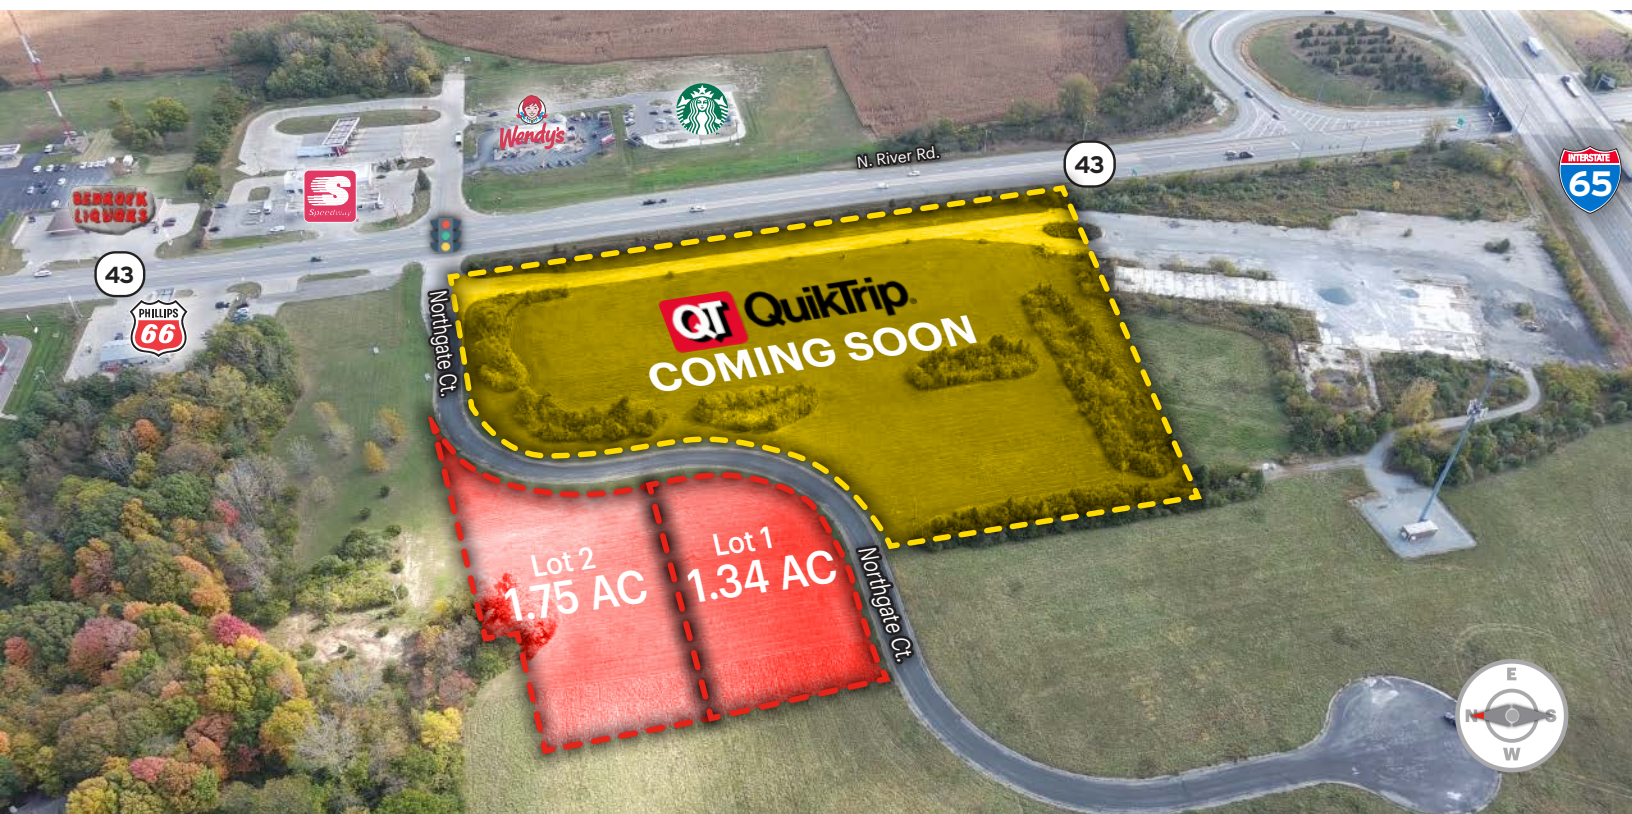 Wendy's
N. River Rd.
43
INTERSTATE
65
BEDROCK
LIQUORS
S
Speedway
43
PHILLIPS
66
Northgate Ct.
QT QuikTrip
COMING SOON
Lot 2
1.75 AC
Lot 1
1.34 AC
Northgate Ct.
E
N S
W